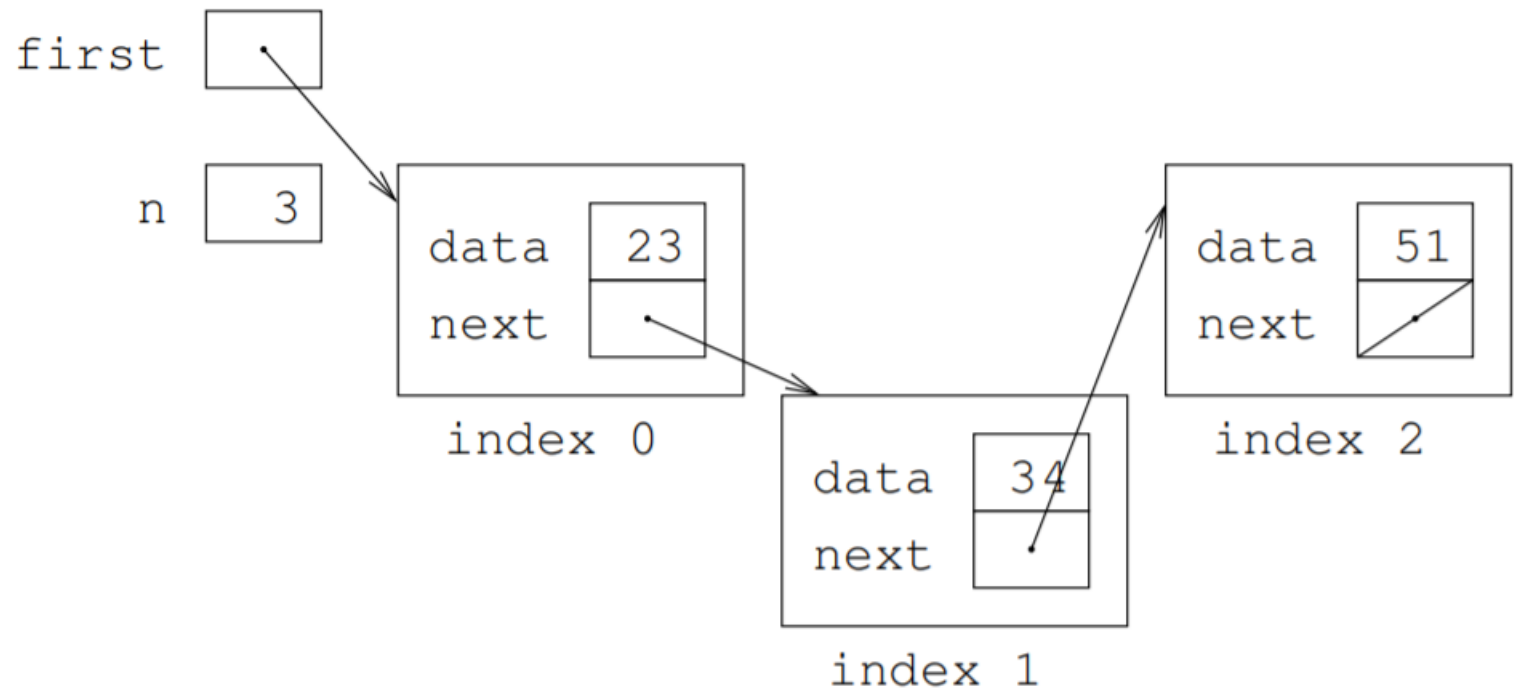 first
n 3
data 23
next
index 0
data 34
next
index 1
data 51
next
index 2